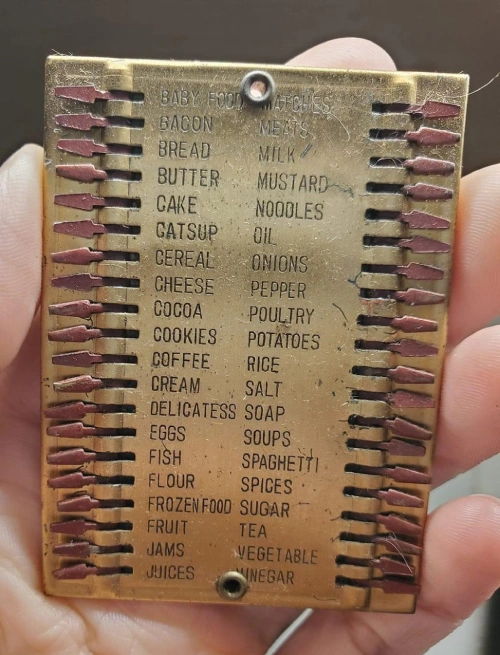 BABY FOOD MATCHES
BACON MEATS
BREAD MILK
BUTTER MUSTARD
CAKE NOODLES
CATSUP OIL
CEREAL ONIONS
CHEESE PEPPER
COCOA POULTRY
COOKIES POTATOES
COFFEE RICE
CREAM SALT
DELICATESS SOAP
EGGS SOUPS
FISH SPAGHETTI
FLOUR SPICES
FROZEN FOOD SUGAR
FRUIT TEA
JAMS VEGETABLE
JUICES VINEGAR